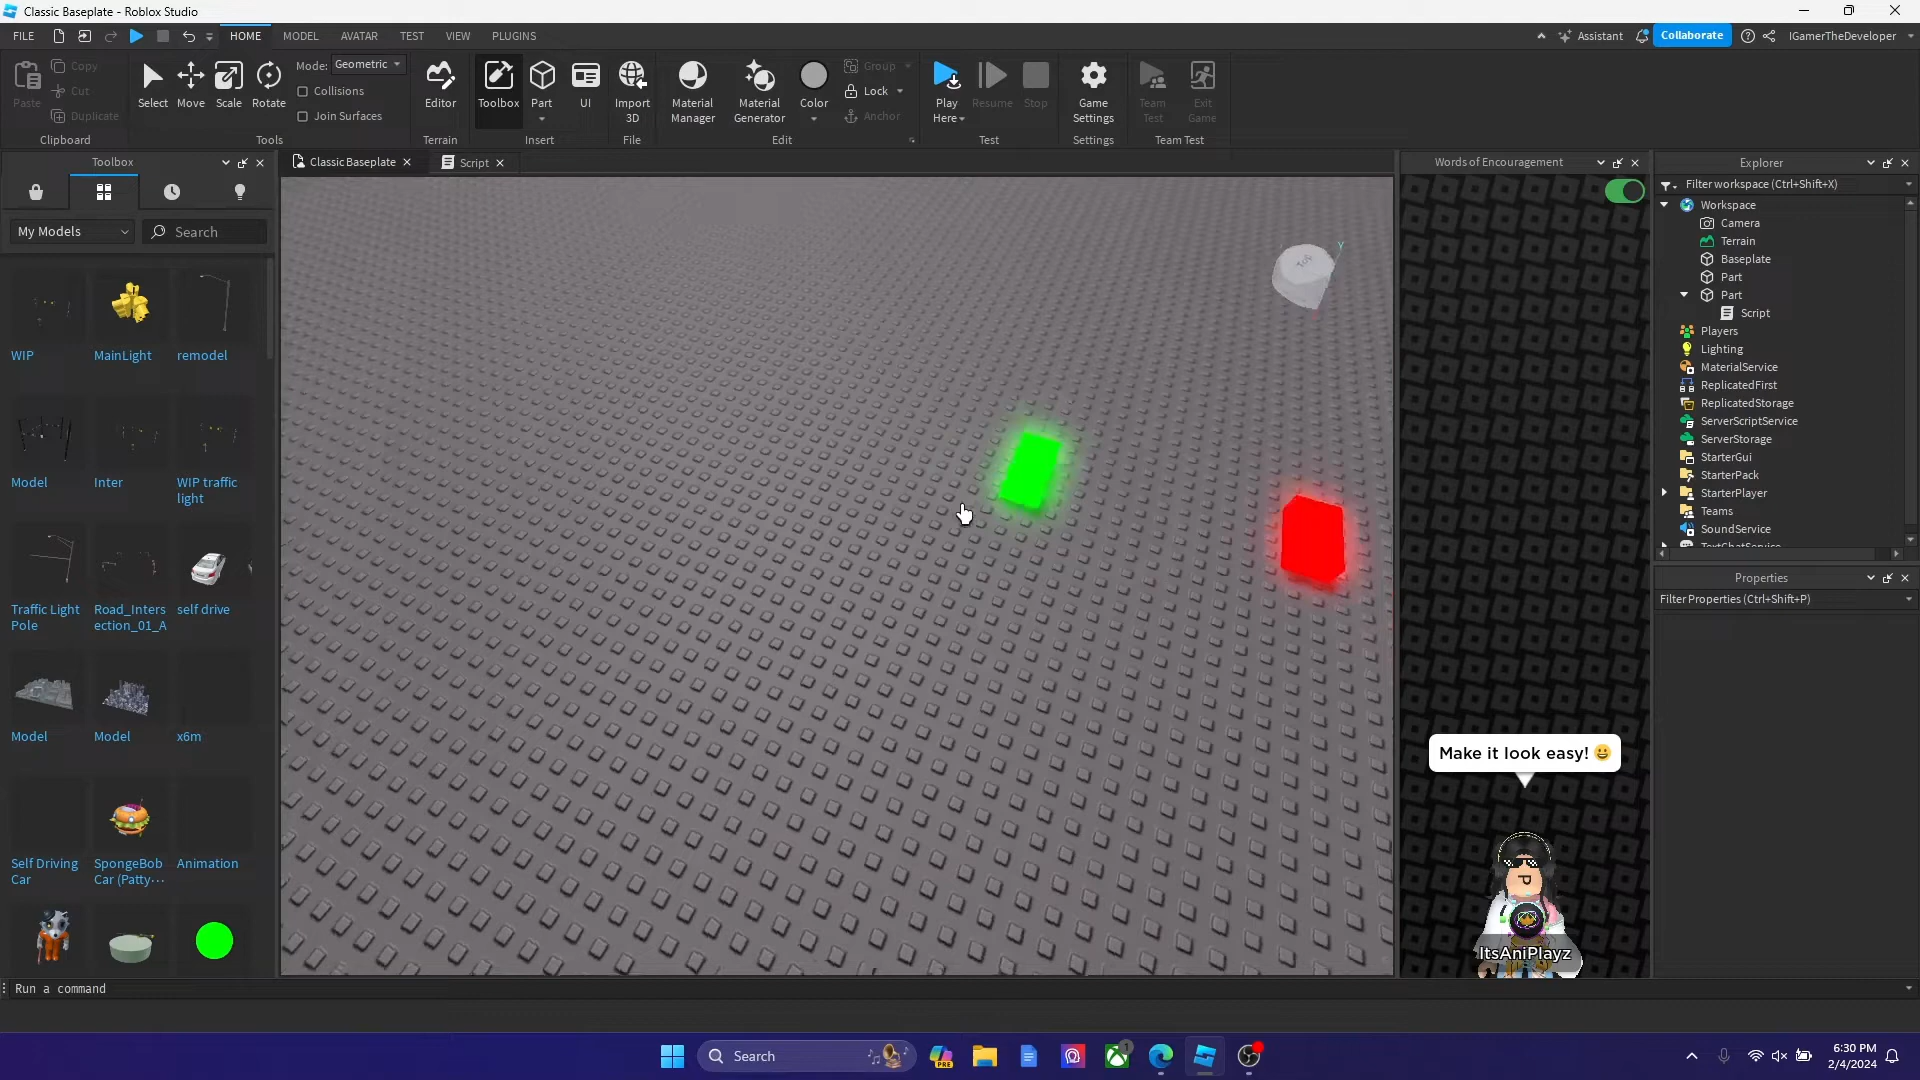 Classic Baseplate - Roblox Studio
FILE HOME MODEL AVATAR TEST VIEW PLUGINS Assistant Collaborate IGamerTheDeveloper
Paste Copy Cut Duplicate
Clipboard
Select Move Scale Rotate
Mode: Geometric
Collisions
Join Surfaces
Tools
Editor
Terrain
Toolbox Part UI
Insert
Import
3D
File
Material
Manager
Material
Generator
Color
Group
Lock
Anchor
Edit
Play
Here
Resume Stop
Test
Game
Settings
Settings
Team
Test
Exit
Game
Team Test
Toolbox
My Models
Search
WIP MainLight remodel
Model Inter WIP traffic
light
Traffic Light
Pole
Road_Inters
ection_01_A
self drive
Model Model x6m
Self Driving
Car
SpongeBob
Car (Patty...
Animation
Classic Baseplate Script
Top
Y
Words of Encouragement
Make it look easy! 😃
P
ItsAniPlayz
Explorer
Filter workspace (Ctrl+Shift+X)
Workspace
Camera
Terrain
Baseplate
Part
Part
Script
Players
Lighting
MaterialService
ReplicatedFirst
ReplicatedStorage
ServerScriptService
ServerStorage
StarterGui
StarterPack
StarterPlayer
Teams
SoundService
TextChatService
Properties
Filter Properties (Ctrl+Shift+P)
Run a command
Search
PRE
1
6:30 PM
2/4/2024